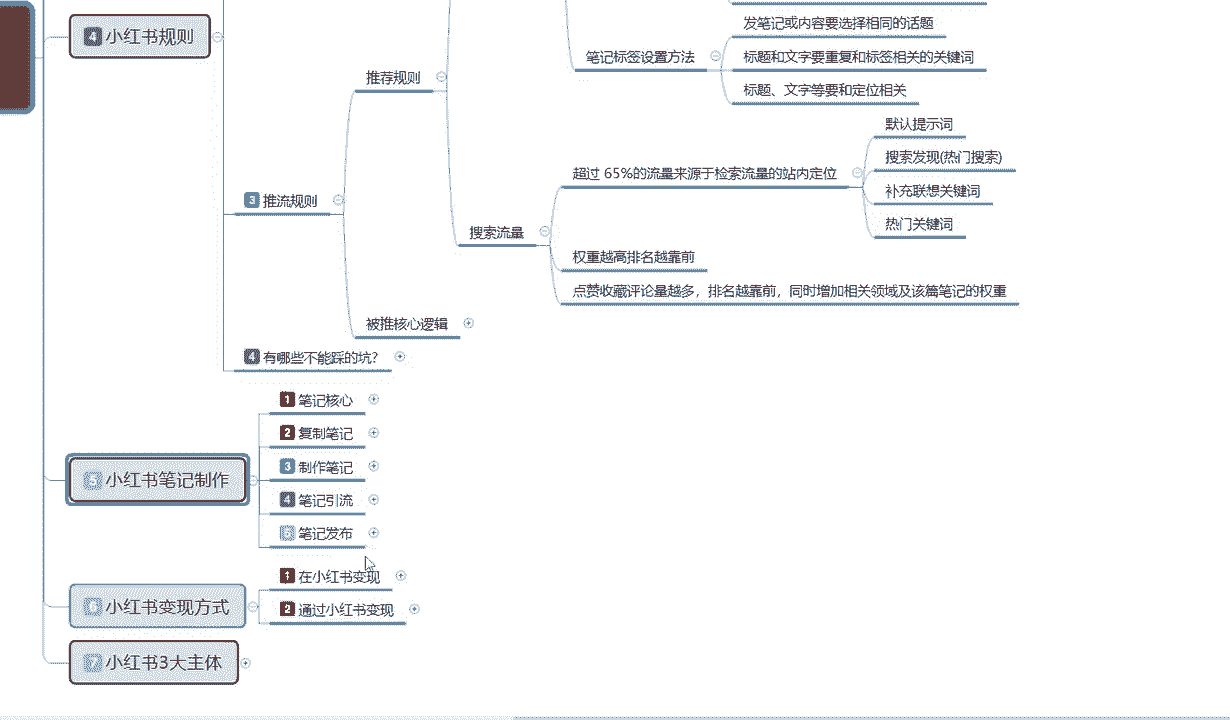 4 小红书规则
发笔记或内容要选择相同的话题
笔记标签设置方法
标题和文字要重复和标签相关的关键词
推荐规则
标题、文字等要和定位相关
默认提示词
搜索发现(热门搜索)
超过 65%的流量来源于检索流量的站内定位
补充联想关键词
3 推流规则
热门关键词
搜索流量
权重越高排名越靠前
点赞收藏评论量越多，排名越靠前，同时增加相关领域及该篇笔记的权重
被推核心逻辑
4 有哪些不能踩的坑?
1 笔记核心
2 复制笔记
3 制作笔记
5 小红书笔记制作
4 笔记引流
5 笔记发布
1 在小红书变现
6 小红书变现方式
2 通过小红书变现
7 小红书3大主体